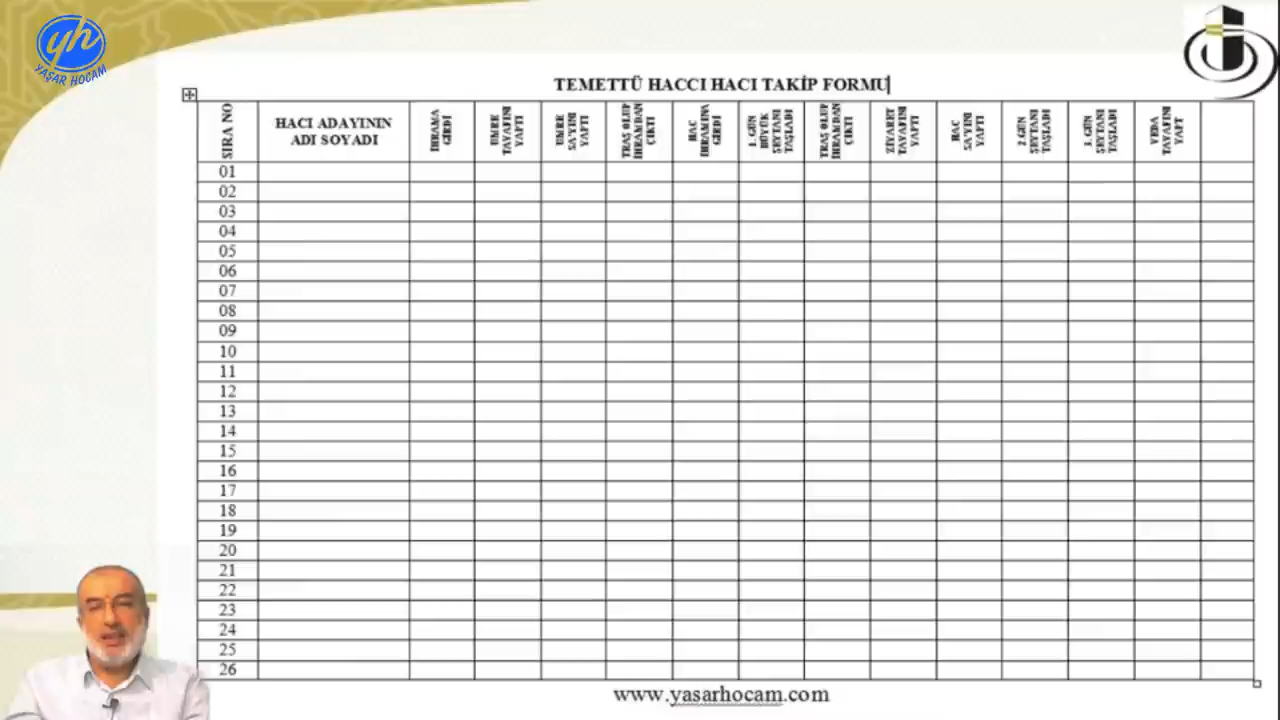 yh
YAŞAR HOCAM
TEMETTÜ HACCI HACI TAKİP FORMU
SIRA NO
HACI ADAYININ
ADI SOYADI
İHRAMA
GİRDİ
UMRE
TAVAFINI
YAPTI
UMRE
SA'YINI
YAPTI
TRAŞ OLUP
İHRAMDAN
ÇIKTI
HAC
İHRAMINA
GİRDİ
1. GÜN
BÜYÜK
ŞEYTANI
TAŞLADI
TRAŞ OLUP
İHRAMDAN
ÇIKTI
ZİYARET
TAVAFINI
YAPTI
HAC
SA'YINI
YAPTI
2.GÜN
ŞEYTANI
TAŞLADI
3. GÜN
ŞEYTANI
TAŞLADI
VEDA
TAVAFINI
YAPT
01
02
03
04
05
06
07
08
09
10
11
12
13
14
15
16
17
18
19
20
21
22
23
24
25
26
www.yasarhocam.com